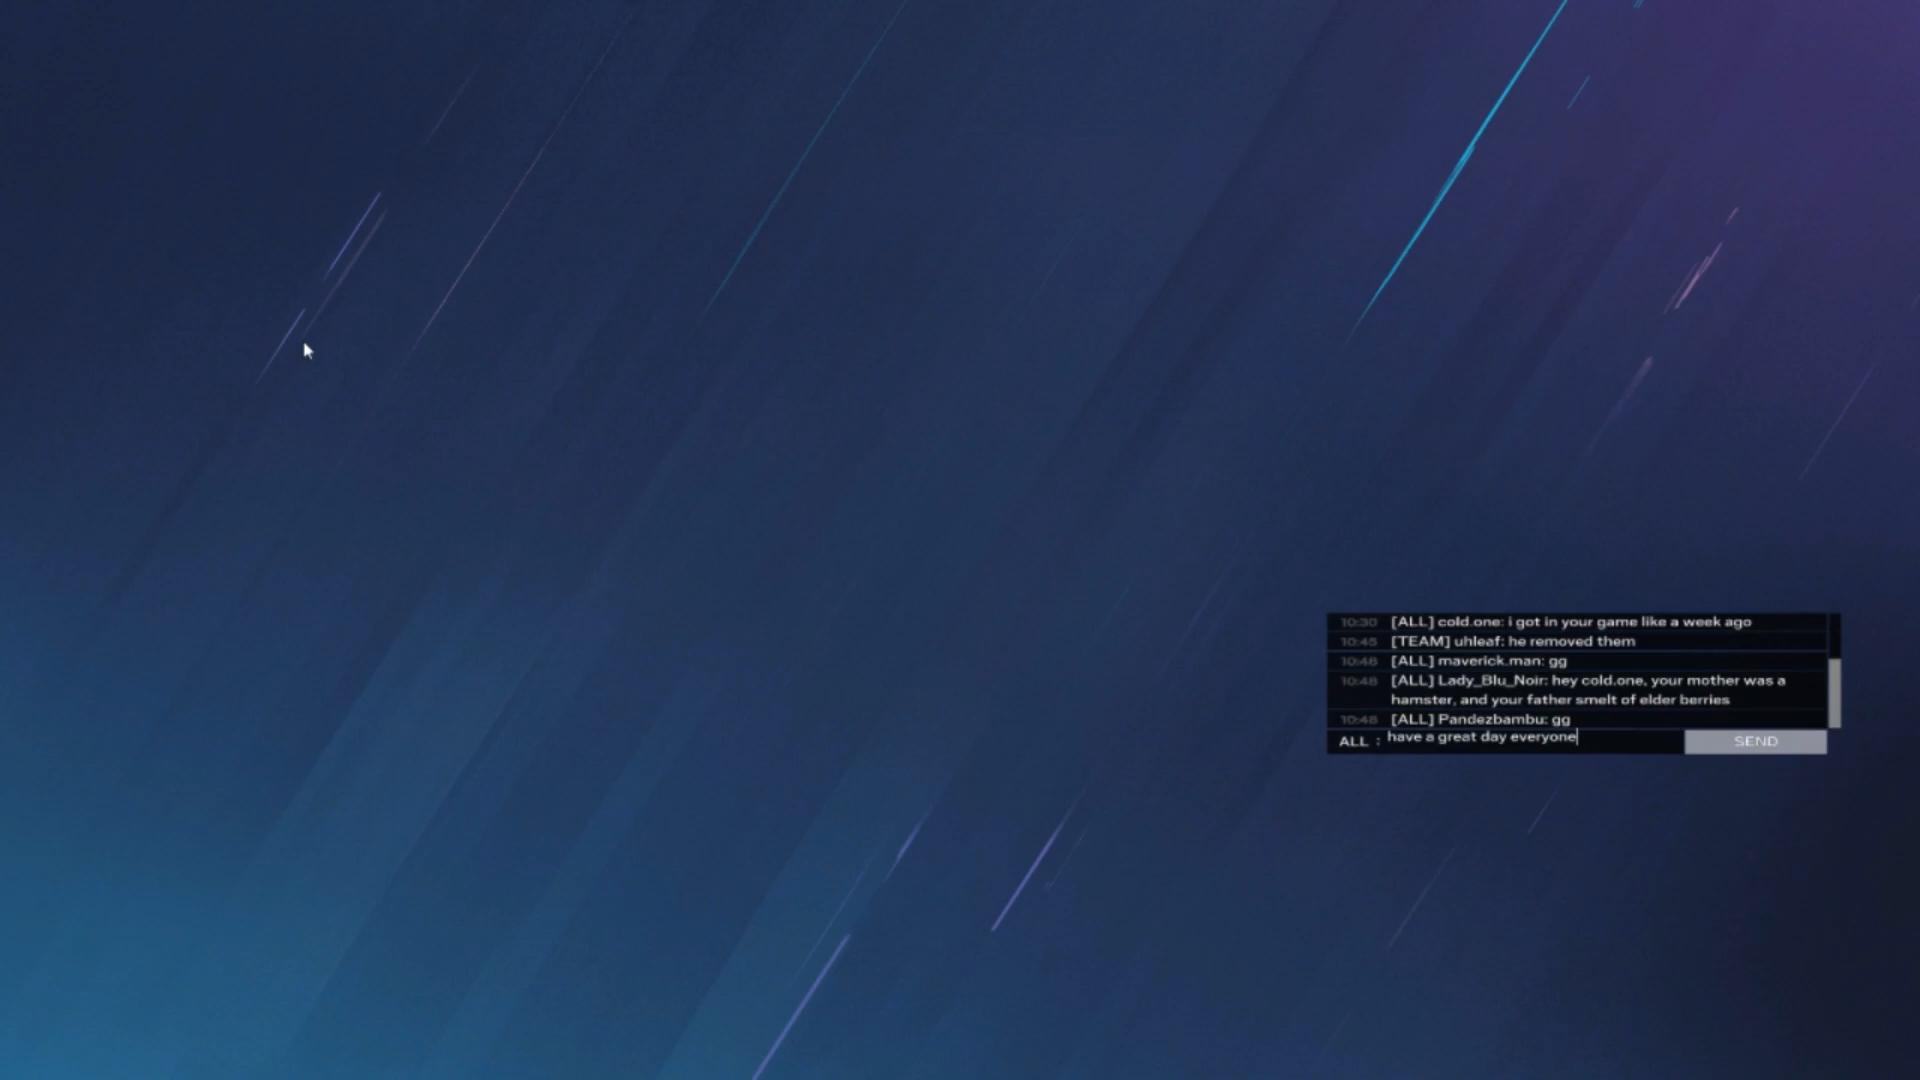 10:30 [ALL] cold.one: i got in your game like a week ago
10:45 [TEAM] uhleaf: he removed them
10:48 [ALL] maverick.man: gg
10:48 [ALL] Lady_Blu_Noir: hey cold.one, your mother was a
hamster, and your father smelt of elder berries
10:48 [ALL] Pandezbambu: gg
ALL : have a great day everyone
SEND